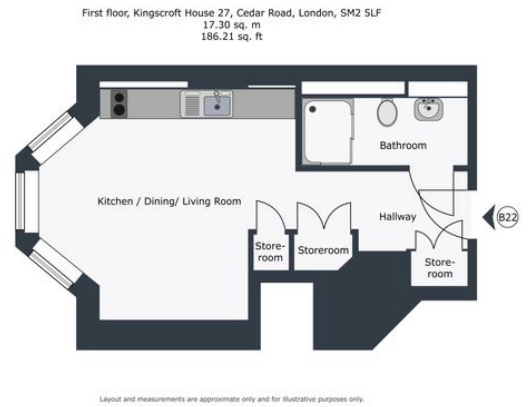 First floor, Kingscroft House 27, Cedar Road, London, SM2 5LF
17.30 sq. m
186.21 sq. ft
Bathroom
Kitchen / Dining/ Living Room
Hallway
B22
Store-
room
Storeroom
Store-
room
Layout and measurements are approximate only and for illustrative purposes only.